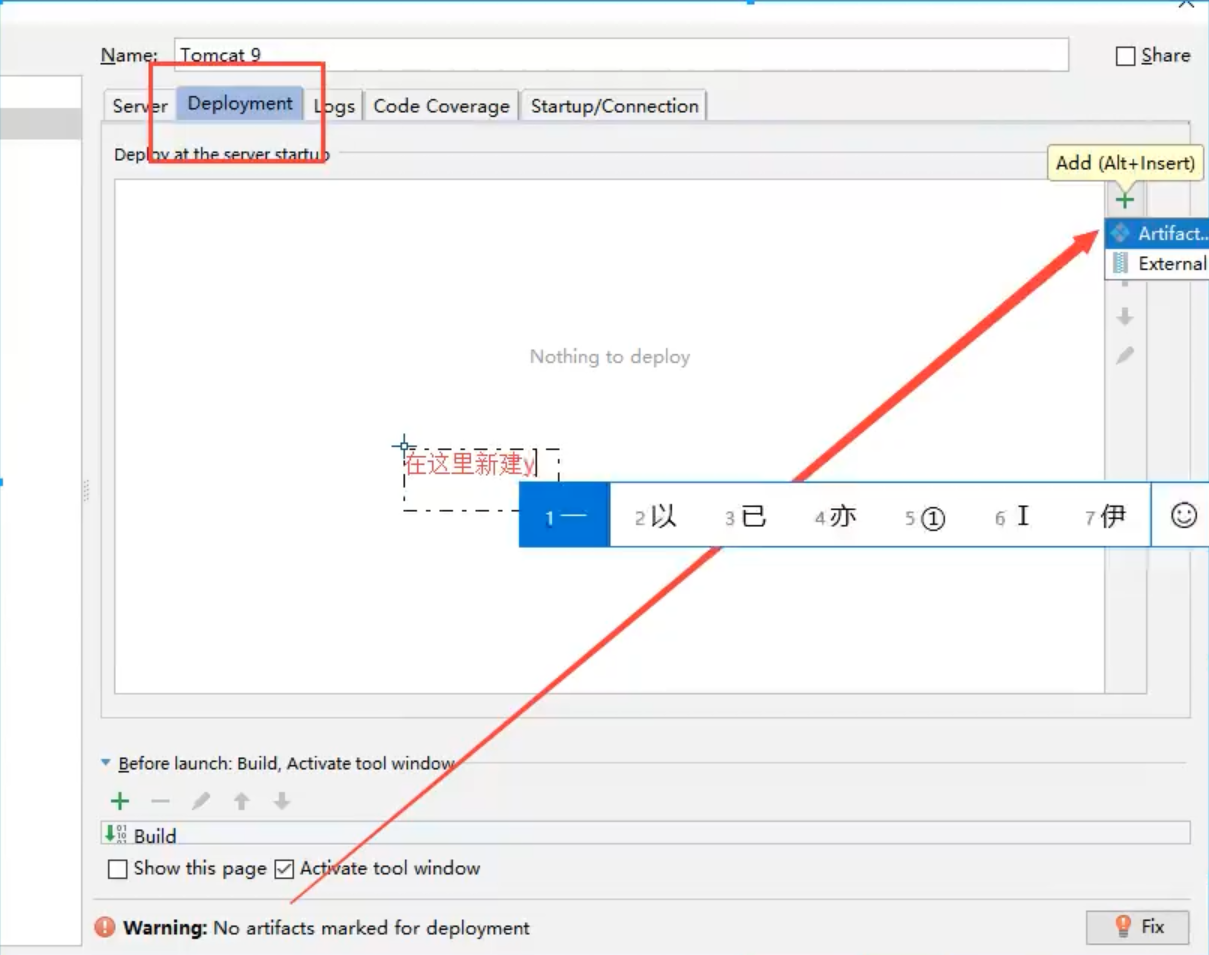 Name: Tomcat 9
Share
Server Deployment Logs Code Coverage Startup/Connection
Deploy at the server startup
Add (Alt+Insert)
Artifact..
External
Nothing to deploy
在这里新建y
1 一 2 以 3 已 4 亦 5 ① 6 I 7 伊
Before launch: Build, Activate tool window
Build
Show this page Activate tool window
Warning: No artifacts marked for deployment
Fix